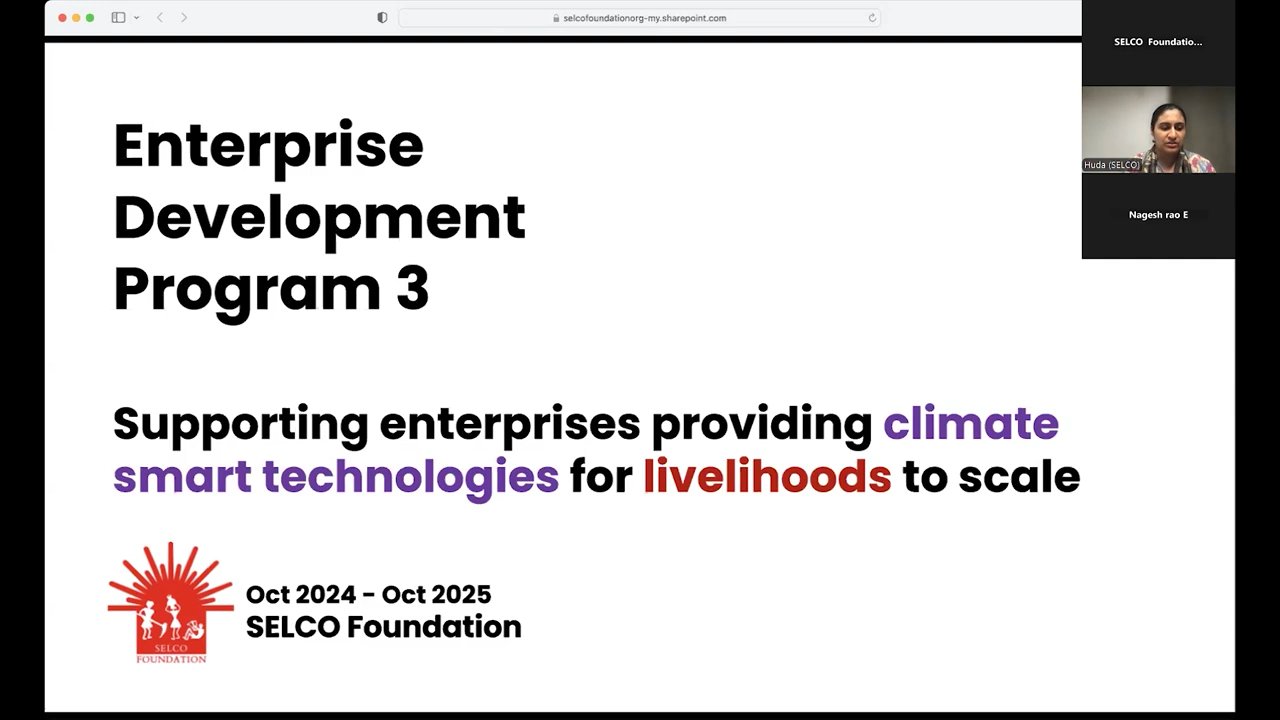 selcofoundationorg-my.sharepoint.com
SELCO Foundatio...
Huda (SELCO)
Nagesh rao E
Enterprise
Development
Program 3
Supporting enterprises providing climate
smart technologies for livelihoods to scale
Oct 2024 - Oct 2025
SELCO Foundation
SELCO
FOUNDATION